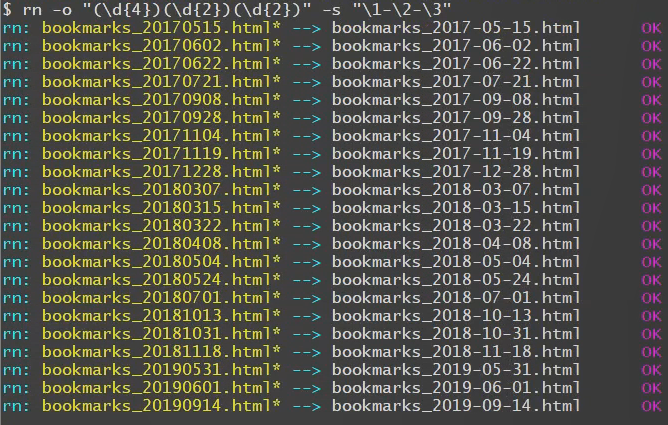 $ rn -o "(\d{4})(\d{2})(\d{2})" -s "\1-\2-\3"
rn: bookmarks_20170515.html* --> bookmarks_2017-05-15.html OK
rn: bookmarks_20170602.html* --> bookmarks_2017-06-02.html OK
rn: bookmarks_20170622.html* --> bookmarks_2017-06-22.html OK
rn: bookmarks_20170721.html* --> bookmarks_2017-07-21.html OK
rn: bookmarks_20170908.html* --> bookmarks_2017-09-08.html OK
rn: bookmarks_20170928.html* --> bookmarks_2017-09-28.html OK
rn: bookmarks_20171104.html* --> bookmarks_2017-11-04.html OK
rn: bookmarks_20171119.html* --> bookmarks_2017-11-19.html OK
rn: bookmarks_20171228.html* --> bookmarks_2017-12-28.html OK
rn: bookmarks_20180307.html* --> bookmarks_2018-03-07.html OK
rn: bookmarks_20180315.html* --> bookmarks_2018-03-15.html OK
rn: bookmarks_20180322.html* --> bookmarks_2018-03-22.html OK
rn: bookmarks_20180408.html* --> bookmarks_2018-04-08.html OK
rn: bookmarks_20180504.html* --> bookmarks_2018-05-04.html OK
rn: bookmarks_20180524.html* --> bookmarks_2018-05-24.html OK
rn: bookmarks_20180701.html* --> bookmarks_2018-07-01.html OK
rn: bookmarks_20181013.html* --> bookmarks_2018-10-13.html OK
rn: bookmarks_20181031.html* --> bookmarks_2018-10-31.html OK
rn: bookmarks_20181118.html* --> bookmarks_2018-11-18.html OK
rn: bookmarks_20190531.html* --> bookmarks_2019-05-31.html OK
rn: bookmarks_20190601.html* --> bookmarks_2019-06-01.html OK
rn: bookmarks_20190914.html* --> bookmarks_2019-09-14.html OK